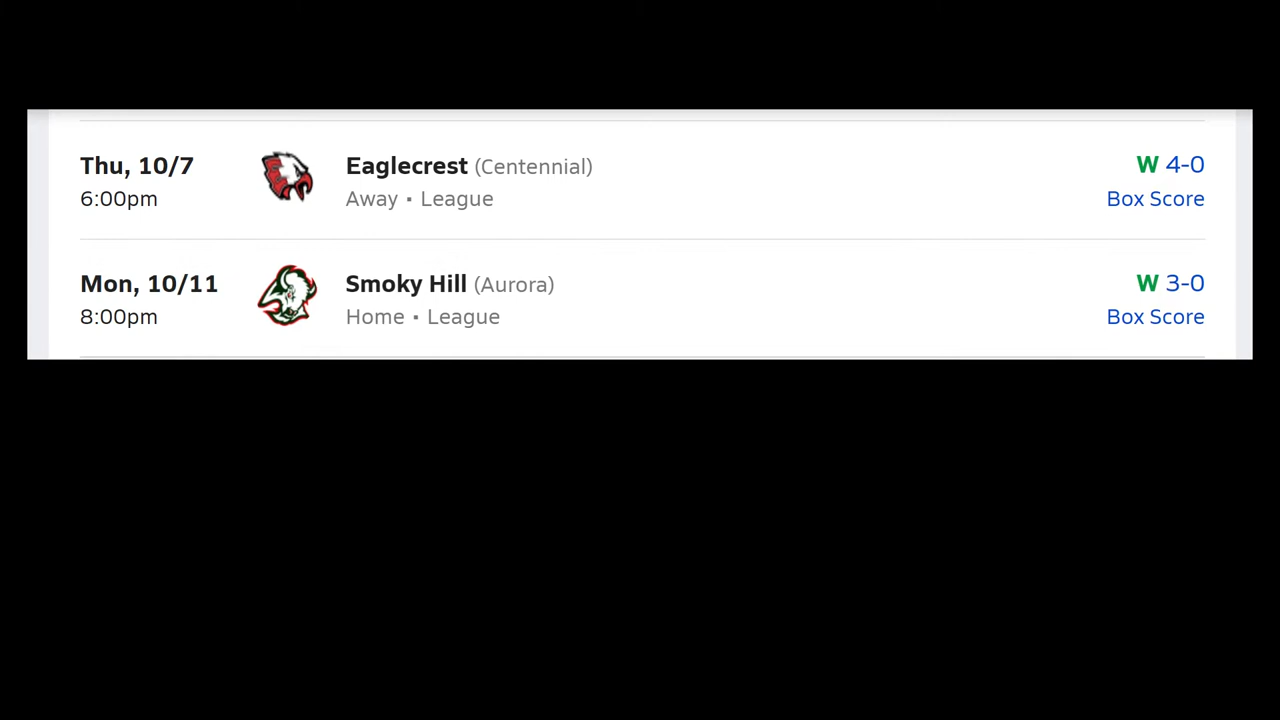 Thu, 10/7
6:00pm
Eaglecrest (Centennial)
Away • League
W 4-0
Box Score
Mon, 10/11
8:00pm
Smoky Hill (Aurora)
Home • League
W 3-0
Box Score